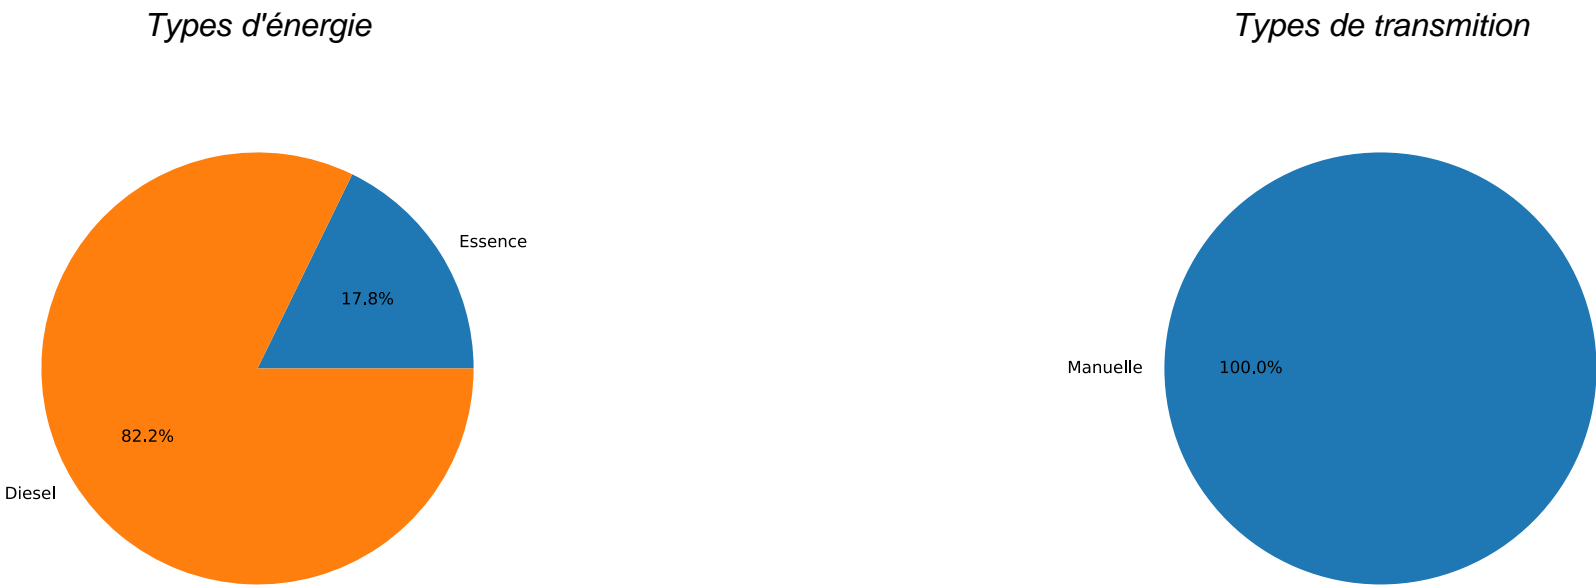 Types d'énergie
Types de transmition
Essence
17.8%
82.2%
Diesel
Manuelle
100.0%